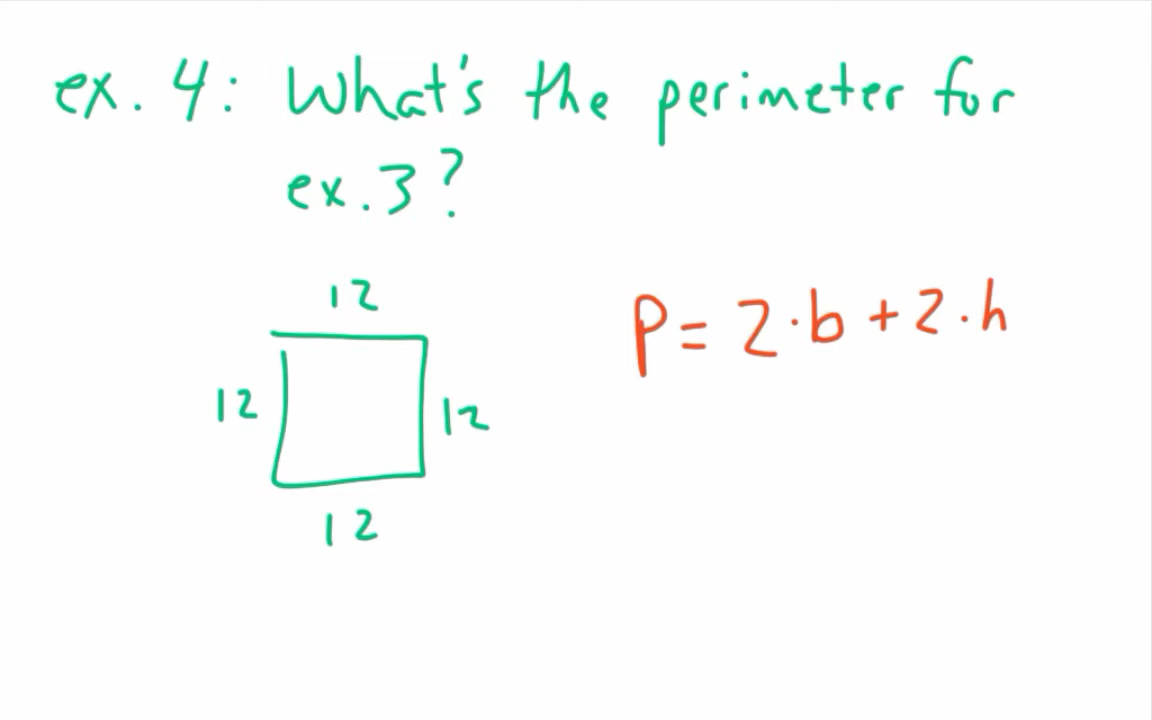 ex. 4: What's the perimeter for
ex. 3?
12
P = 2 · b + 2 · h
12
12
12